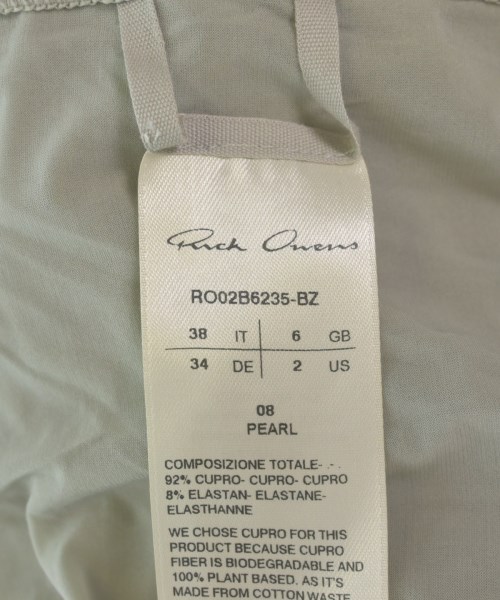 Rick Owens
RO02B6235-BZ
38 IT 6 GB
34 DE 2 US
08
PEARL
COMPOSIZIONE TOTALE- - -
92% CUPRO- CUPRO- CUPRO
8% ELASTAN- ELASTANE-
ELASTHANNE
WE CHOSE CUPRO FOR THIS
PRODUCT BECAUSE CUPRO
FIBER IS BIODEGRADABLE AND
100% PLANT BASED. AS IT'S
MADE FROM COTTON WASTE